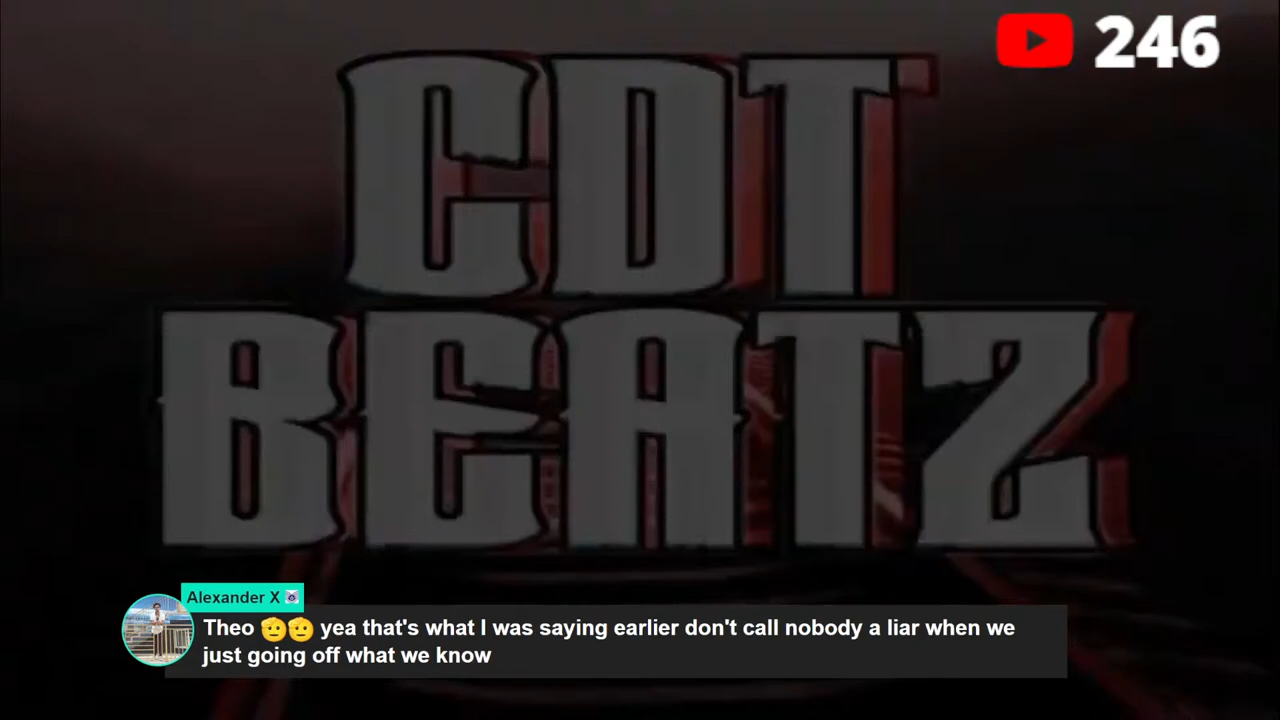 246
CDT
BEATZ
Alexander X
Theo 🫡🫡 yea that's what I was saying earlier don't call nobody a liar when we
just going off what we know